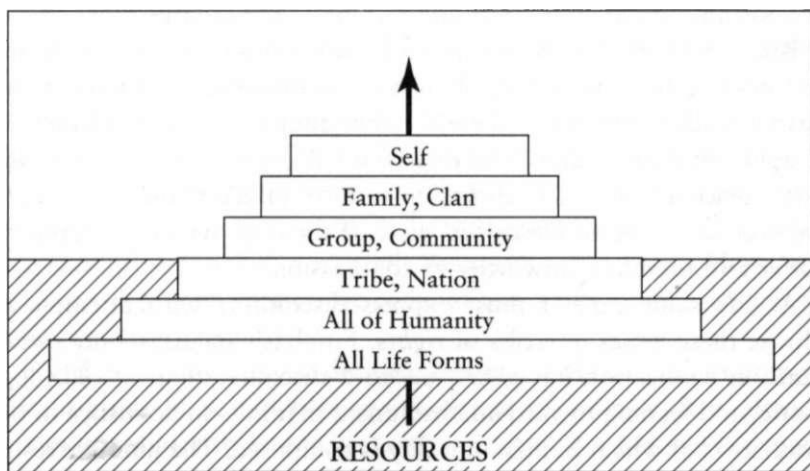 Self
Family, Clan
Group, Community
Tribe, Nation
All of Humanity
All Life Forms
RESOURCES